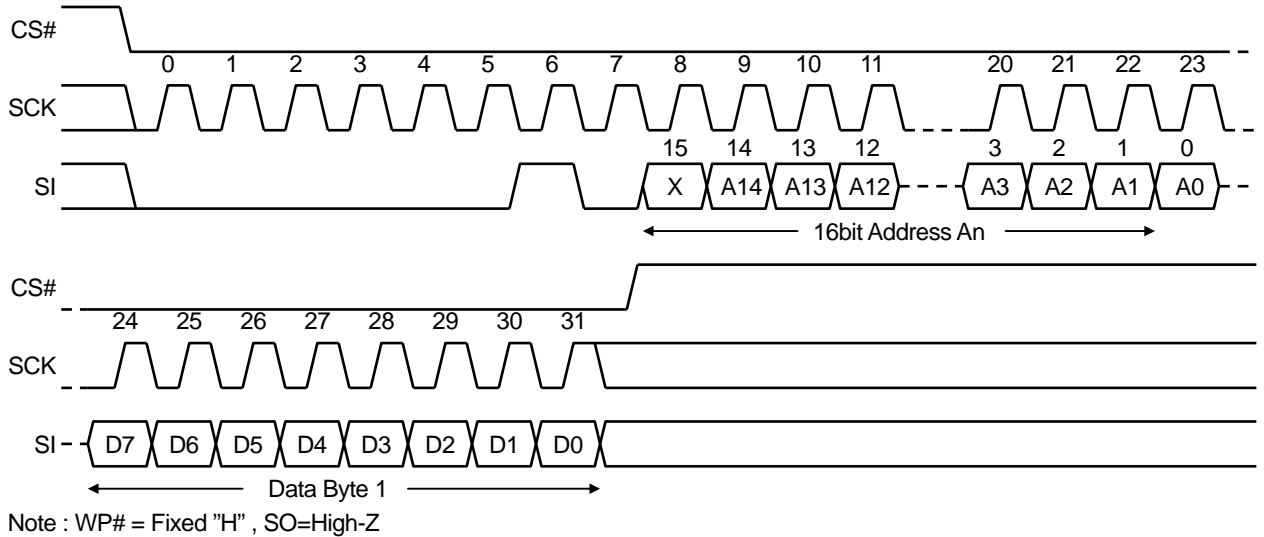 CS#
0 1 2 3 4 5 6 7 8 9 10 11 20 21 22 23
SCK
15 14 13 12 3 2 1 0
SI X A14 A13 A12 A3 A2 A1 A0
16bit Address An
CS#
24 25 26 27 28 29 30 31
SCK
SI D7 D6 D5 D4 D3 D2 D1 D0
Data Byte 1
Note : WP# = Fixed ”H” , SO=High-Z